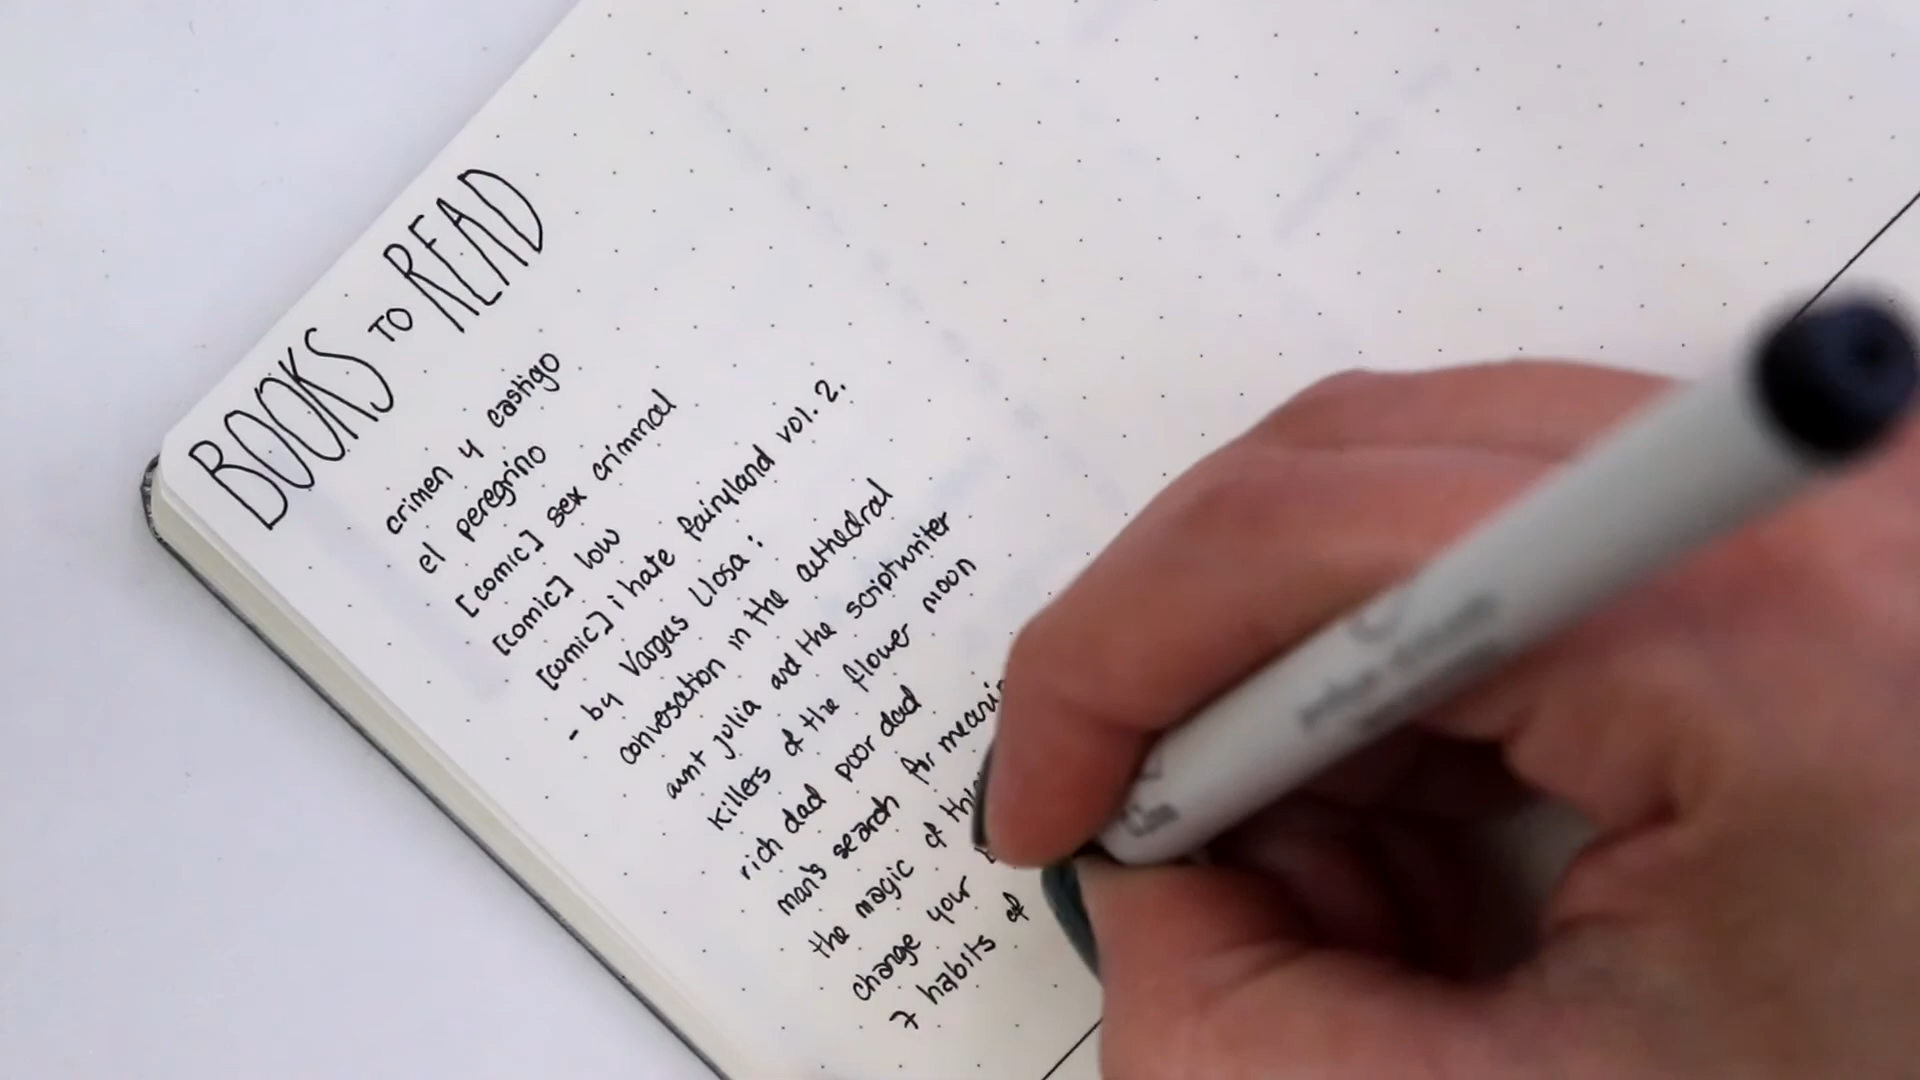 BOOKS TO READ
crimen y castigo
el peregrino
[comic] sex criminal
[comic] low
[comic] i hate fairyland vol. 2.
- by Vargas Llosa:
conversation in the cathedral
aunt julia and the scriptwriter
killers of the flower moon
rich dad poor dad
man's search for meanin
the magic of thi
change your
7 habits of